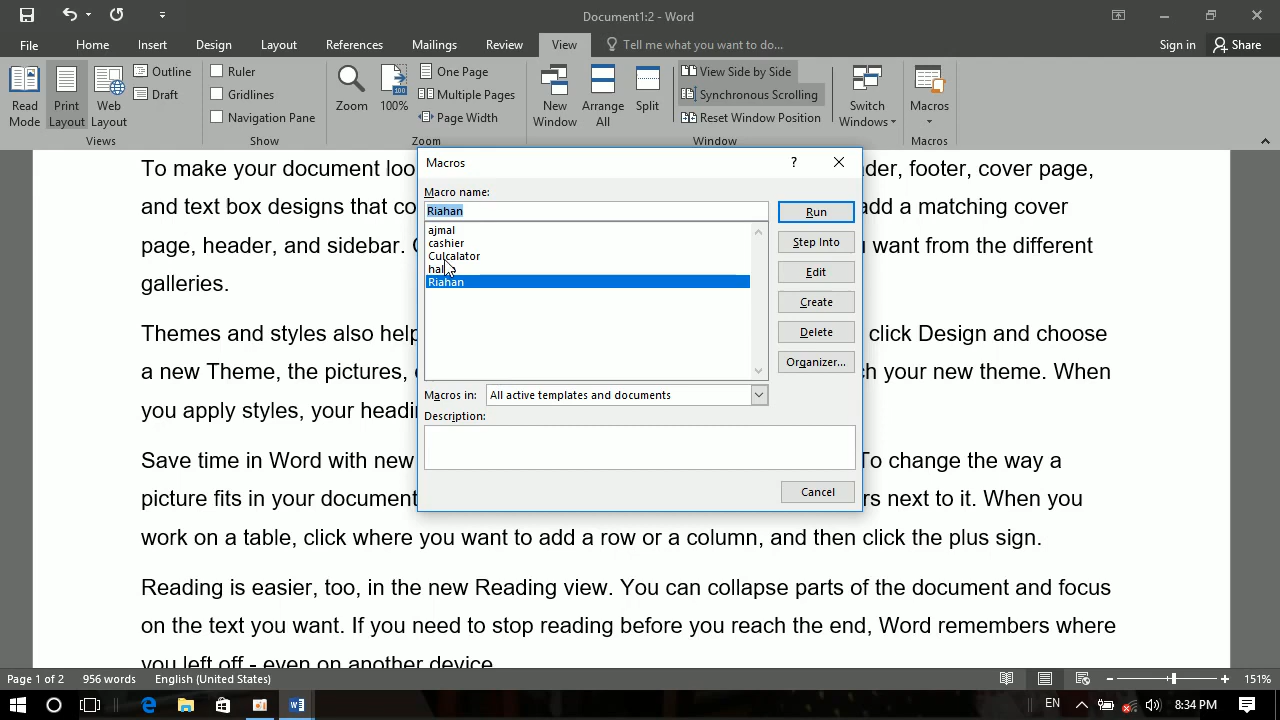 Document1:2 - Word
File Home Insert Design Layout References Mailings Review View Tell me what you want to do... Sign in Share
Read Mode
Print Layout
Web Layout
Outline
Draft
Views
Ruler
Gridlines
Navigation Pane
Show
Zoom
100%
One Page
Multiple Pages
Page Width
Zoom
New Window
Arrange All
Split
View Side by Side
Synchronous Scrolling
Reset Window Position
Window
Switch Windows
Macros
Macros
To make your document loo
der, footer, cover page,
and text box designs that co
add a matching cover
page, header, and sidebar.
want from the different
galleries.
Themes and styles also help
click Design and choose
a new Theme, the pictures,
h your new theme. When
you apply styles, your headi
Save time in Word with new
To change the way a
picture fits in your document
rs next to it. When you
work on a table, click where you want to add a row or a column, and then click the plus sign.
Reading is easier, too, in the new Reading view. You can collapse parts of the document and focus
on the text you want. If you need to stop reading before you reach the end, Word remembers where
you left off - even on another device.
Macros
?
Macro name:
Riahan
ajmal
cashier
Culcalator
Riahan
Run
Step Into
Edit
Create
Delete
Organizer...
Macros in: All active templates and documents
Description:
Cancel
Page 1 of 2 956 words English (United States) 151%
EN 8:34 PM